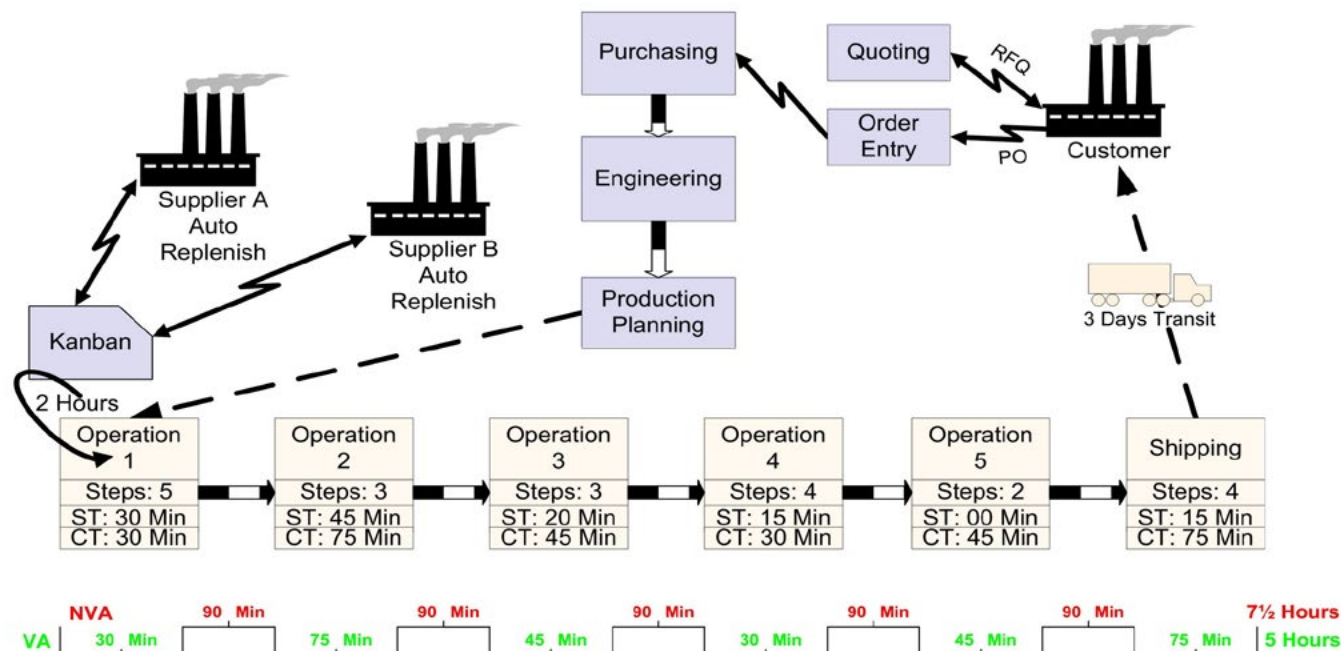 Purchasing
Quoting
RFQ
Order
Entry
PO
Customer
Supplier A
Auto
Replenish
Engineering
Supplier B
Auto
Replenish
Production
Planning
3 Days Transit
Kanban
2 Hours
Operation
1
Steps: 5
ST: 30 Min
CT: 30 Min
Operation
2
Steps: 3
ST: 45 Min
CT: 75 Min
Operation
3
Steps: 3
ST: 20 Min
CT: 45 Min
Operation
4
Steps: 4
ST: 15 Min
CT: 30 Min
Operation
5
Steps: 2
ST: 00 Min
CT: 45 Min
Shipping
Steps: 4
ST: 15 Min
CT: 75 Min
NVA 90 Min 90 Min 90 Min 90 Min 90 Min 7½ Hours
VA 30 Min 75 Min 45 Min 30 Min 45 Min 75 Min 5 Hours